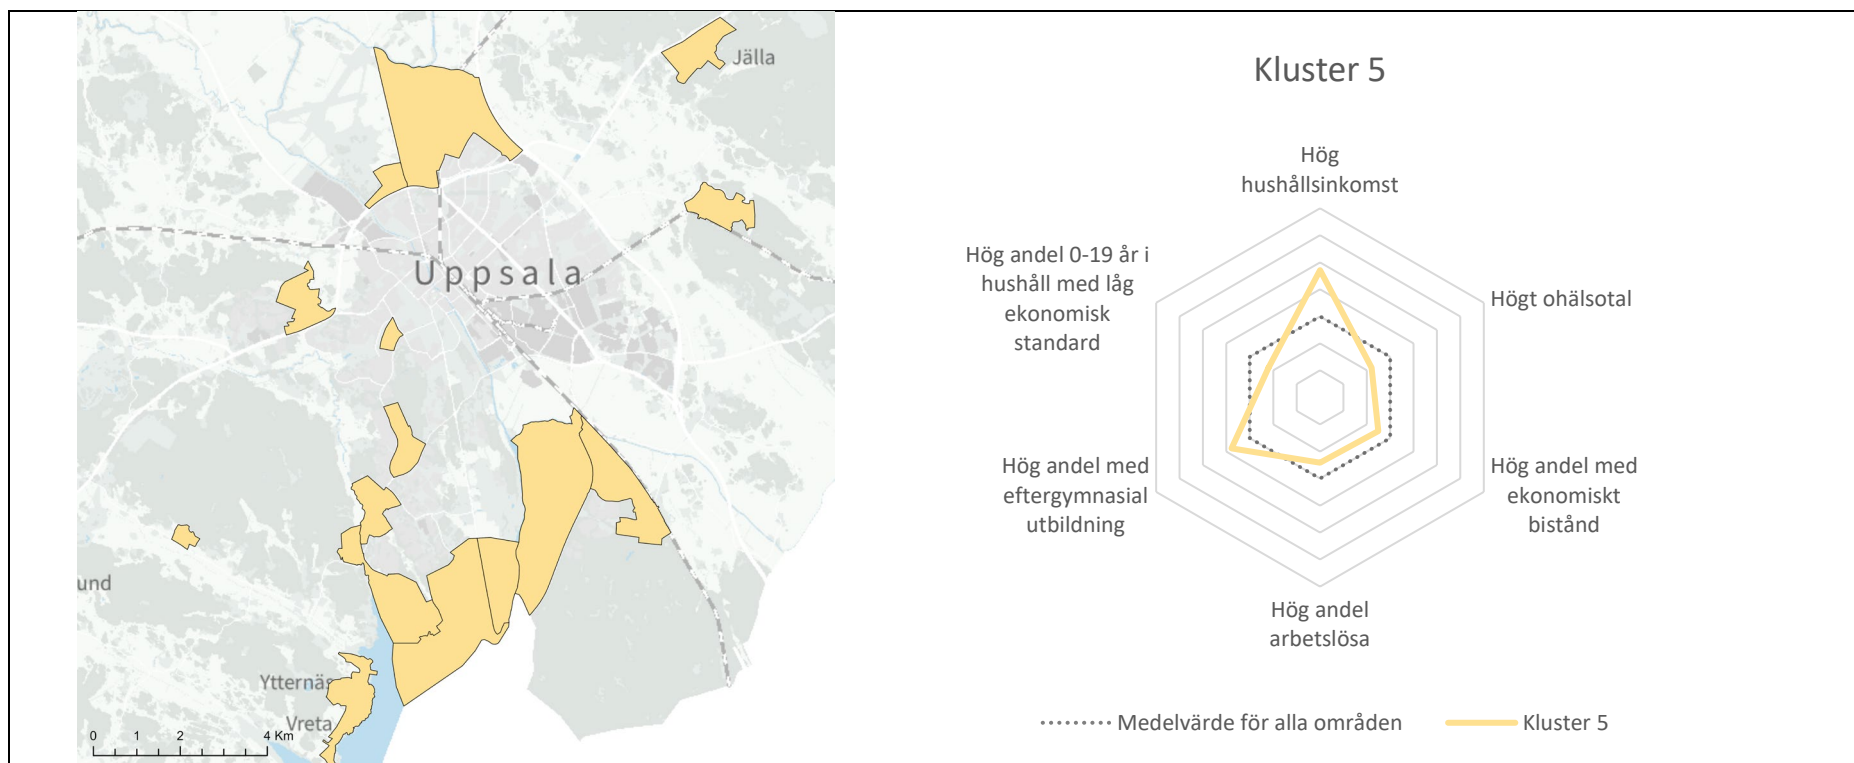 Jälla
Uppsala
und
Ytternäs
Vreta
0 1 2 4 Km
Kluster 5
Hög
hushållsinkomst
Högt ohälsotal
Hög andel med
ekonomiskt
bistånd
Hög andel
arbetslösa
Hög andel med
eftergymnasial
utbildning
Hög andel 0-19 år i
hushåll med låg
ekonomisk
standard
Medelvärde för alla områden
Kluster 5